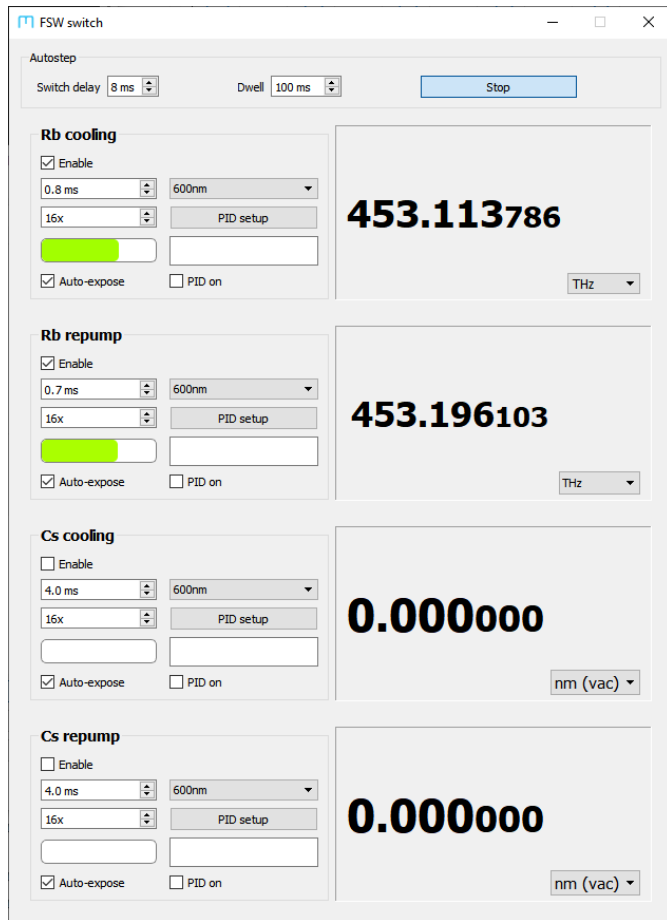 FSW switch
Autostep
Switch delay 8 ms Dwell 100 ms Stop
Rb cooling
Enable
0.8 ms 600nm
16x PID setup
453.113786
Auto-expose PID on
THz
Rb repump
Enable
0.7 ms 600nm
16x PID setup
453.196103
Auto-expose PID on
THz
Cs cooling
Enable
4.0 ms 600nm
16x PID setup
0.000000
Auto-expose PID on
nm (vac)
Cs repump
Enable
4.0 ms 600nm
16x PID setup
0.000000
Auto-expose PID on
nm (vac)